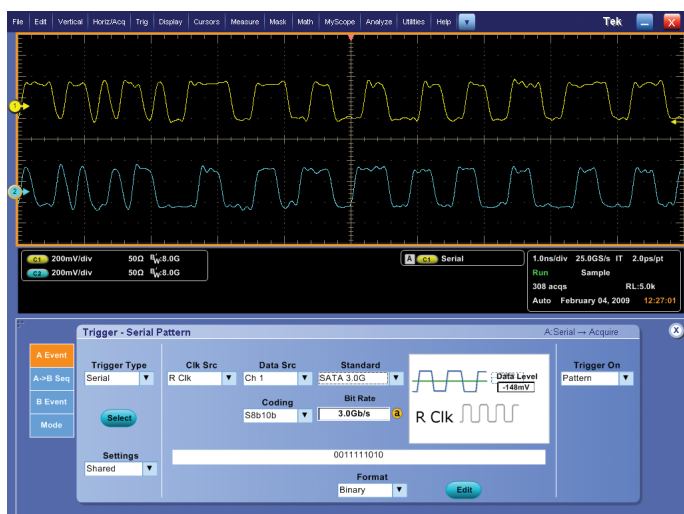 File Edit Vertical Horiz/Acq Trig Display Cursors Measure Mask Math MyScope Analyze Utilities Help Tek X
1
2
C1 200mV/div 50Ω BW:8.0G
C2 200mV/div 50Ω BW:8.0G
A C1 Serial
1.0ns/div 25.0GS/s IT 2.0ps/pt
Run Sample
308 acqs RL:5.0k
Auto February 04, 2009 12:27:01
Trigger - Serial Pattern A:Serial → Acquire X
A Event
A->B Seq
B Event
Mode
Trigger Type
Serial
Select
Settings
Shared
Clk Src
R Clk
Data Src
Ch 1
Standard
SATA 3.0G
Coding
S8b10b
Bit Rate
3.0Gb/s a
Data Level
-148mV
R Clk
Trigger On
Pattern
0011111010
Format
Binary
Edit